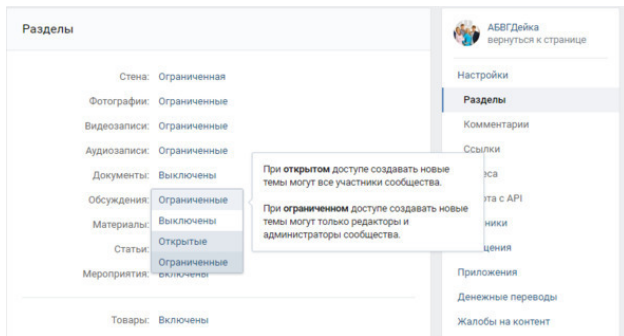 Разделы
Стена: Ограниченная
Фотографии: Ограниченные
Видеозаписи: Ограниченные
Аудиозаписи: Ограниченные
Документы: Выключены
Обсуждения: Ограниченные
Выключены
Открытые
Ограниченные
Материалы:
Статьи:
Мероприятия: Включены
Товары: Включены
При открытом доступе создавать новые
темы могут все участники сообщества.
При ограниченном доступе создавать новые
темы могут только редакторы и
администраторы сообщества.
АБВГДейка
вернуться к странице
Настройки
Разделы
Комментарии
Ссылки
API
Приложения
Денежные переводы
Жалобы на контент